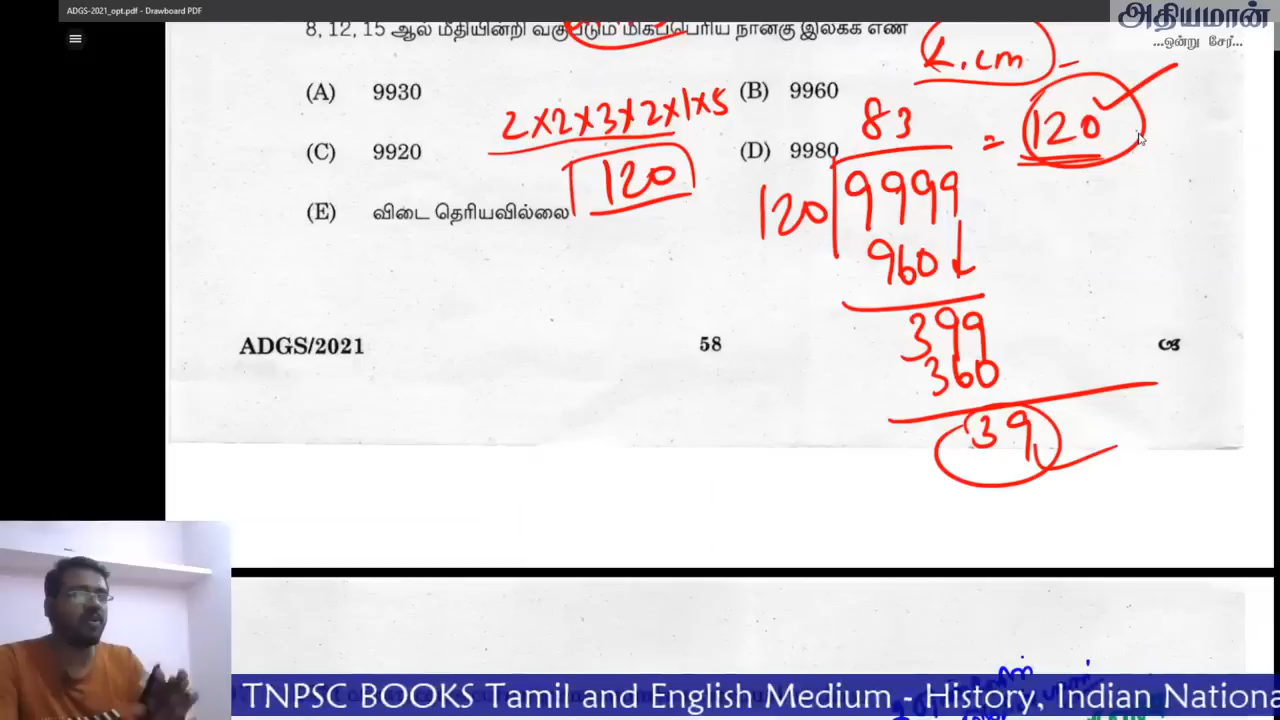 ADGS-2021_opt.pdf - Drawboard PDF
அதியமான்
...ஒன்று சேர்...
8, 12, 15 ஆல் மீதியின்றி வகுபடும் மிகப்பெரிய நான்கு இலக்க எண்
L.cm
(A) 9930
(B) 9960
2×2×3×2×1×5
83
= 120
(C) 9920
(D) 9980
120
120 9999
(E) விடை தெரியவில்லை
960
399
360
39
ADGS/2021
58
TNPSC BOOKS Tamil and English Medium - History, Indian Nationa